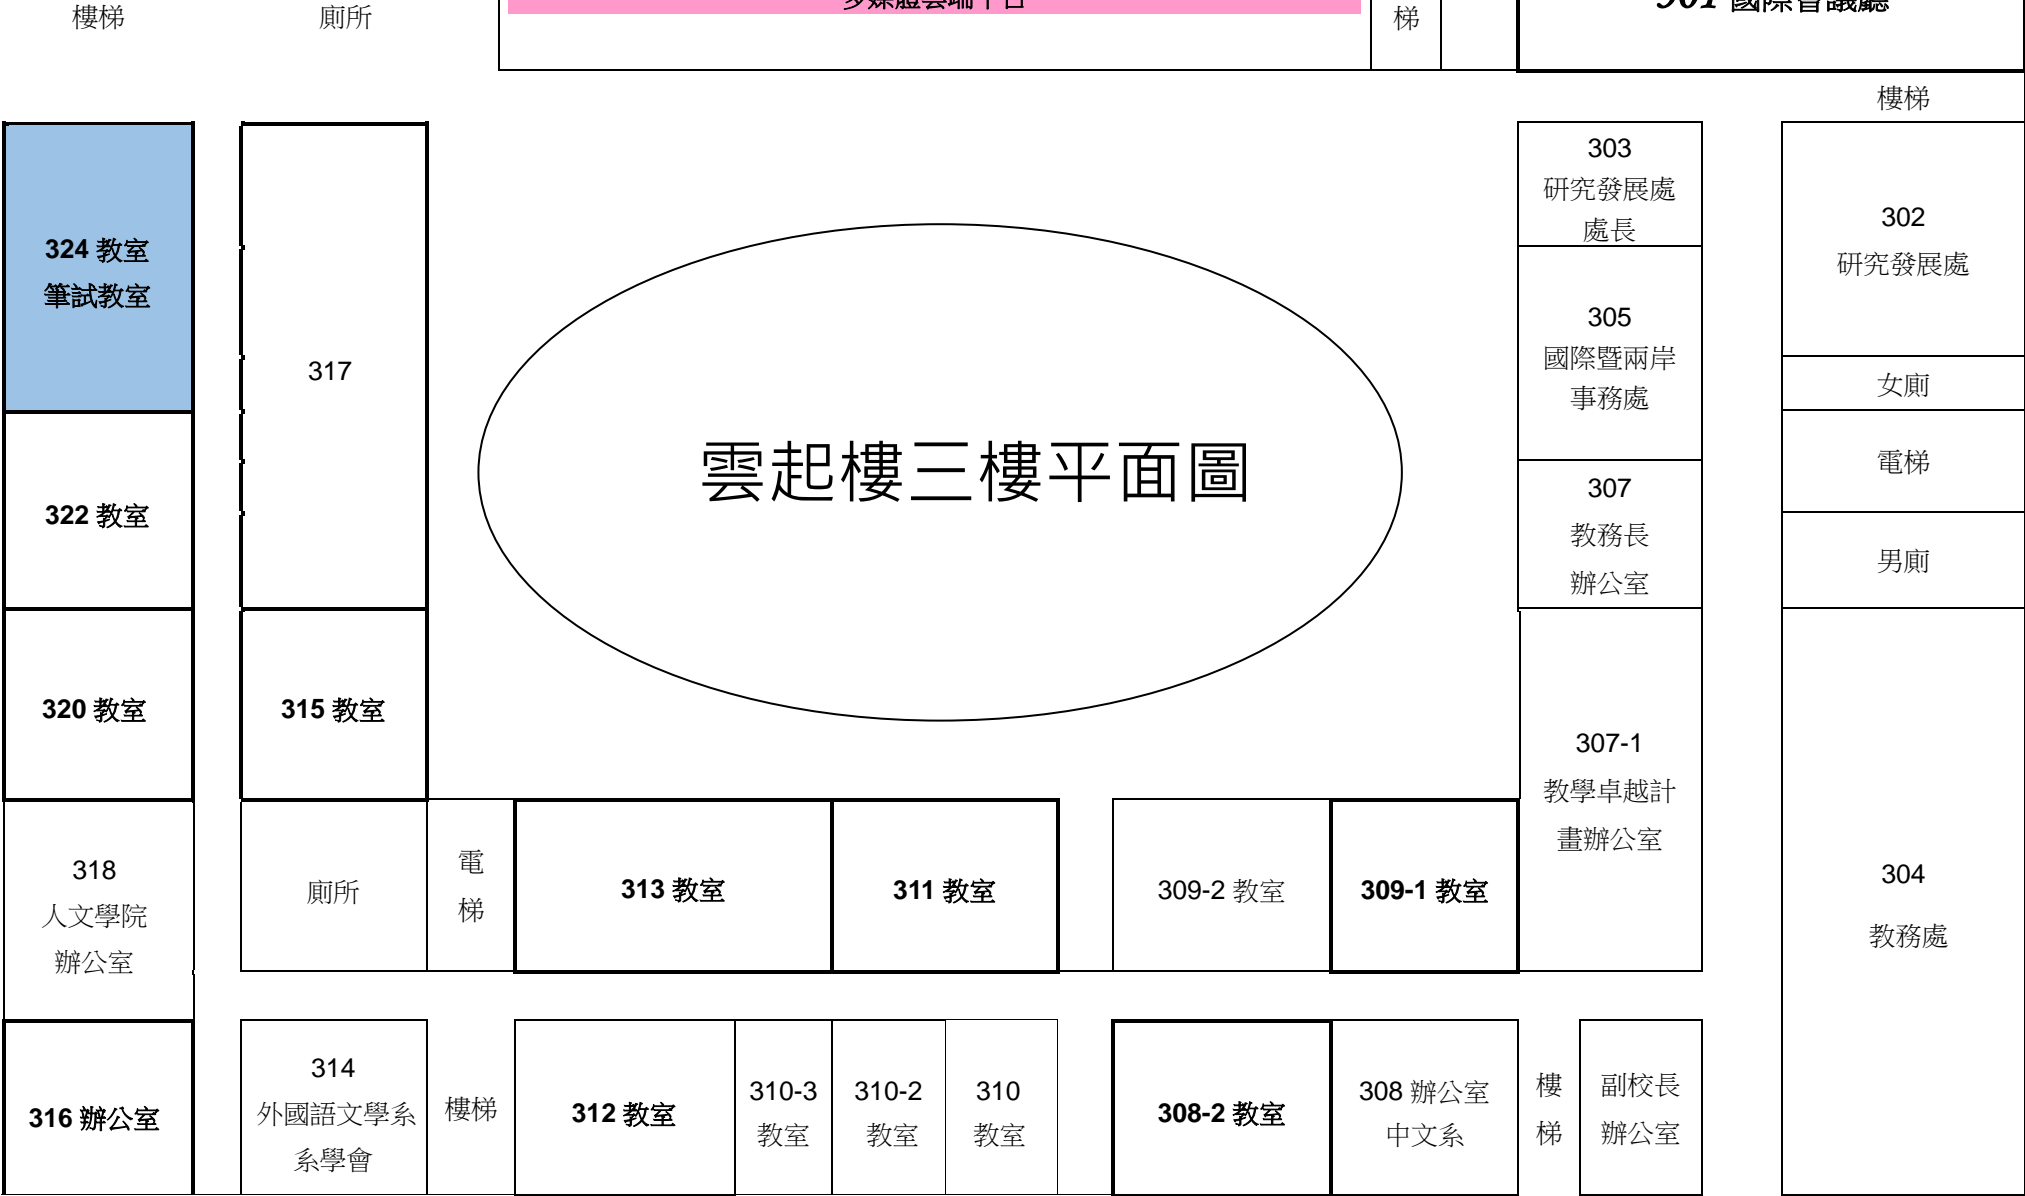 樓梯
廁所
多媒體雲端平台
梯
301 國際會議廳
樓梯
324 教室
筆試教室
322 教室
320 教室
318
人文學院
辦公室
316 辦公室
317
315 教室
廁所
314
外國語文學系
系學會
雲起樓三樓平面圖
電
梯
樓梯
313 教室
311 教室
309-2 教室
309-1 教室
312 教室
310-3
教室
310-2
教室
310
教室
308-2 教室
308 辦公室
中文系
樓
梯
副校長
辦公室
303
研究發展處
處長
305
國際暨兩岸
事務處
307
教務長
辦公室
307-1
教學卓越計
畫辦公室
302
研究發展處
女廁
電梯
男廁
304
教務處